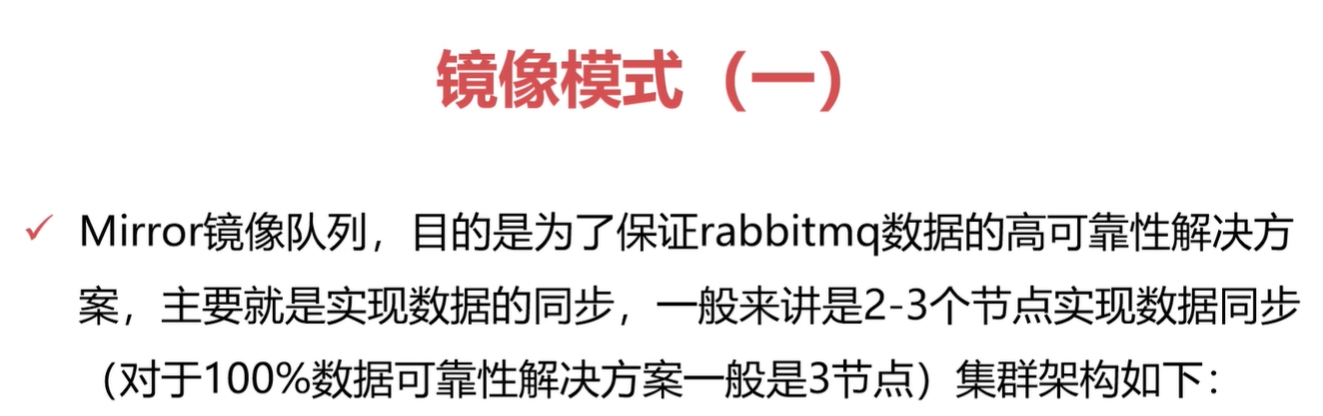 镜像模式（一）
✓ Mirror镜像队列，目的是为了保证rabbitmq数据的高可靠性解决方
案，主要就是实现数据的同步，一般来讲是2-3个节点实现数据同步
（对于100%数据可靠性解决方案一般是3节点）集群架构如下：